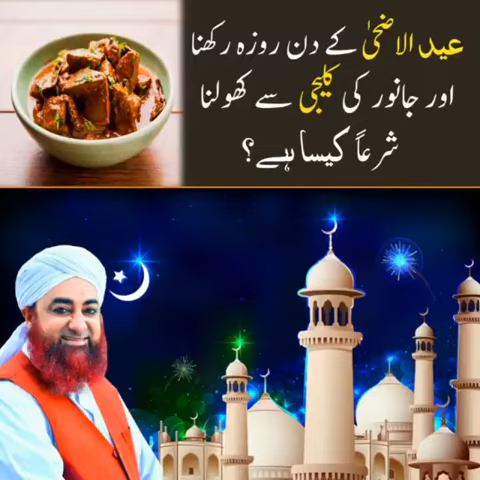 عید الاضحیٰ کے دن روزہ رکھنا
اور جانور کی کلیجی سے کھولنا
شرعاً کیسا ہے؟